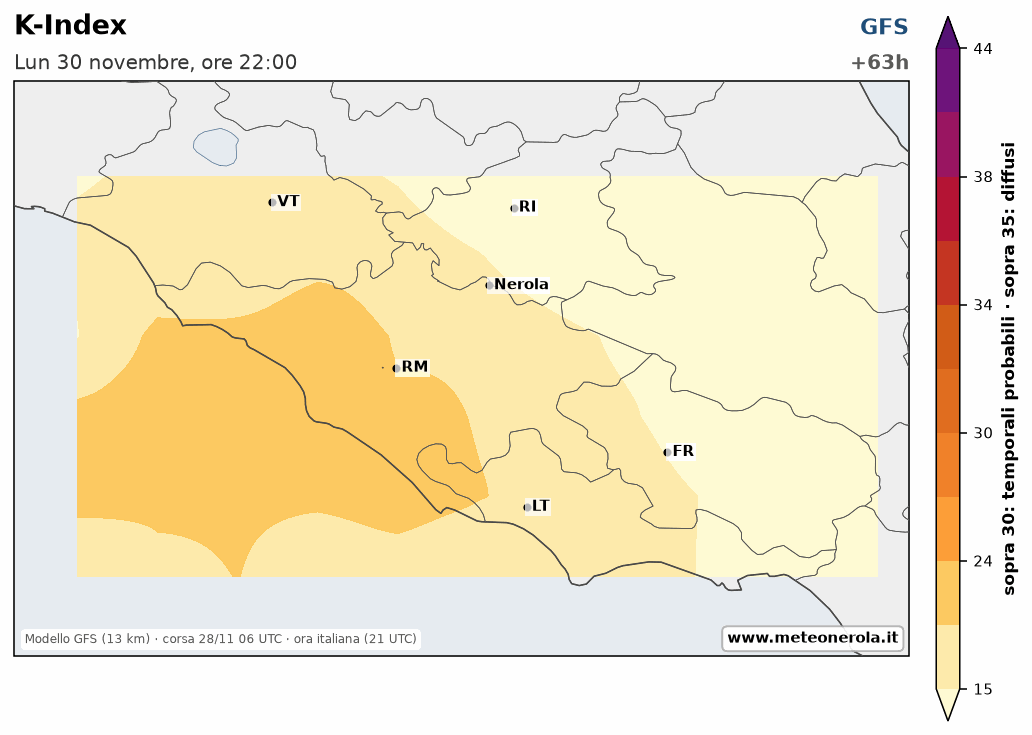 K-Index
GFS
Lun 30 novembre, ore 22:00
+63h
VT
RI
Nerola
RM
FR
LT
Modello GFS (13 km) · corsa 28/11 06 UTC · ora italiana (21 UTC)
www.meteonerola.it
44
38
34
30
24
15
sopra 30: temporali probabili · sopra 35: diffusi